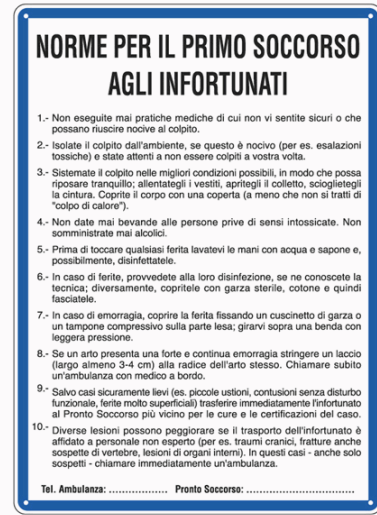 NORME PER IL PRIMO SOCCORSO
AGLI INFORTUNATI
1.- Non eseguite mai pratiche mediche di cui non vi sentite sicuri o che
possano riuscire nocive al colpito.
2.- Isolate il colpito dall'ambiente, se questo è nocivo (per es. esalazioni
tossiche) e state attenti a non essere colpiti a vostra volta.
3.- Sistemate il colpito nelle migliori condizioni possibili, in modo che possa
riposare tranquillo; allentategli i vestiti, apritegli il colletto, scioglietegli
la cintura. Coprite il corpo con una coperta (a meno che non si tratti di
"colpo di calore").
4.- Non date mai bevande alle persone prive di sensi intossicate. Non
somministrate mai alcolici.
5.- Prima di toccare qualsiasi ferita lavatevi le mani con acqua e sapone e,
possibilmente, disinfettatele.
6.- In caso di ferite, provvedete alla loro disinfezione, se ne conoscete la
tecnica; diversamente, copritele con garza sterile, cotone e quindi
fasciatele.
7.- In caso di emorragia, coprire la ferita fissando un cuscinetto di garza o
un tampone compressivo sulla parte lesa; girarvi sopra una benda con
leggera pressione.
8.- Se un arto presenta una forte e continua emorragia stringere un laccio
(largo almeno 3-4 cm) alla radice dell'arto stesso. Chiamare subito
un'ambulanza con medico a bordo.
9.- Salvo casi sicuramente lievi (es. piccole ustioni, contusioni senza disturbo
funzionale, ferite molto superficiali) trasferire immediatamente l'infortunato
al Pronto Soccorso più vicino per le cure e le certificazioni del caso.
10.- Diverse lesioni possono peggiorare se il trasporto dell'infortunato è
affidato a personale non esperto (per es. traumi cranici, fratture anche
sospette di vertebre, lesioni di organi interni). In questi casi - anche solo
sospetti - chiamare immediatamente un'ambulanza.
Tel. Ambulanza: .................. Pronto Soccorso: .................................